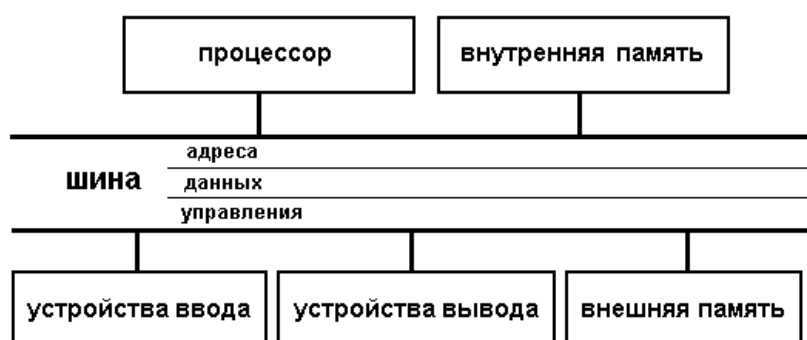 процессор
внутренняя память
адреса
шина
данных
управления
устройства ввода
устройства вывода
внешняя память